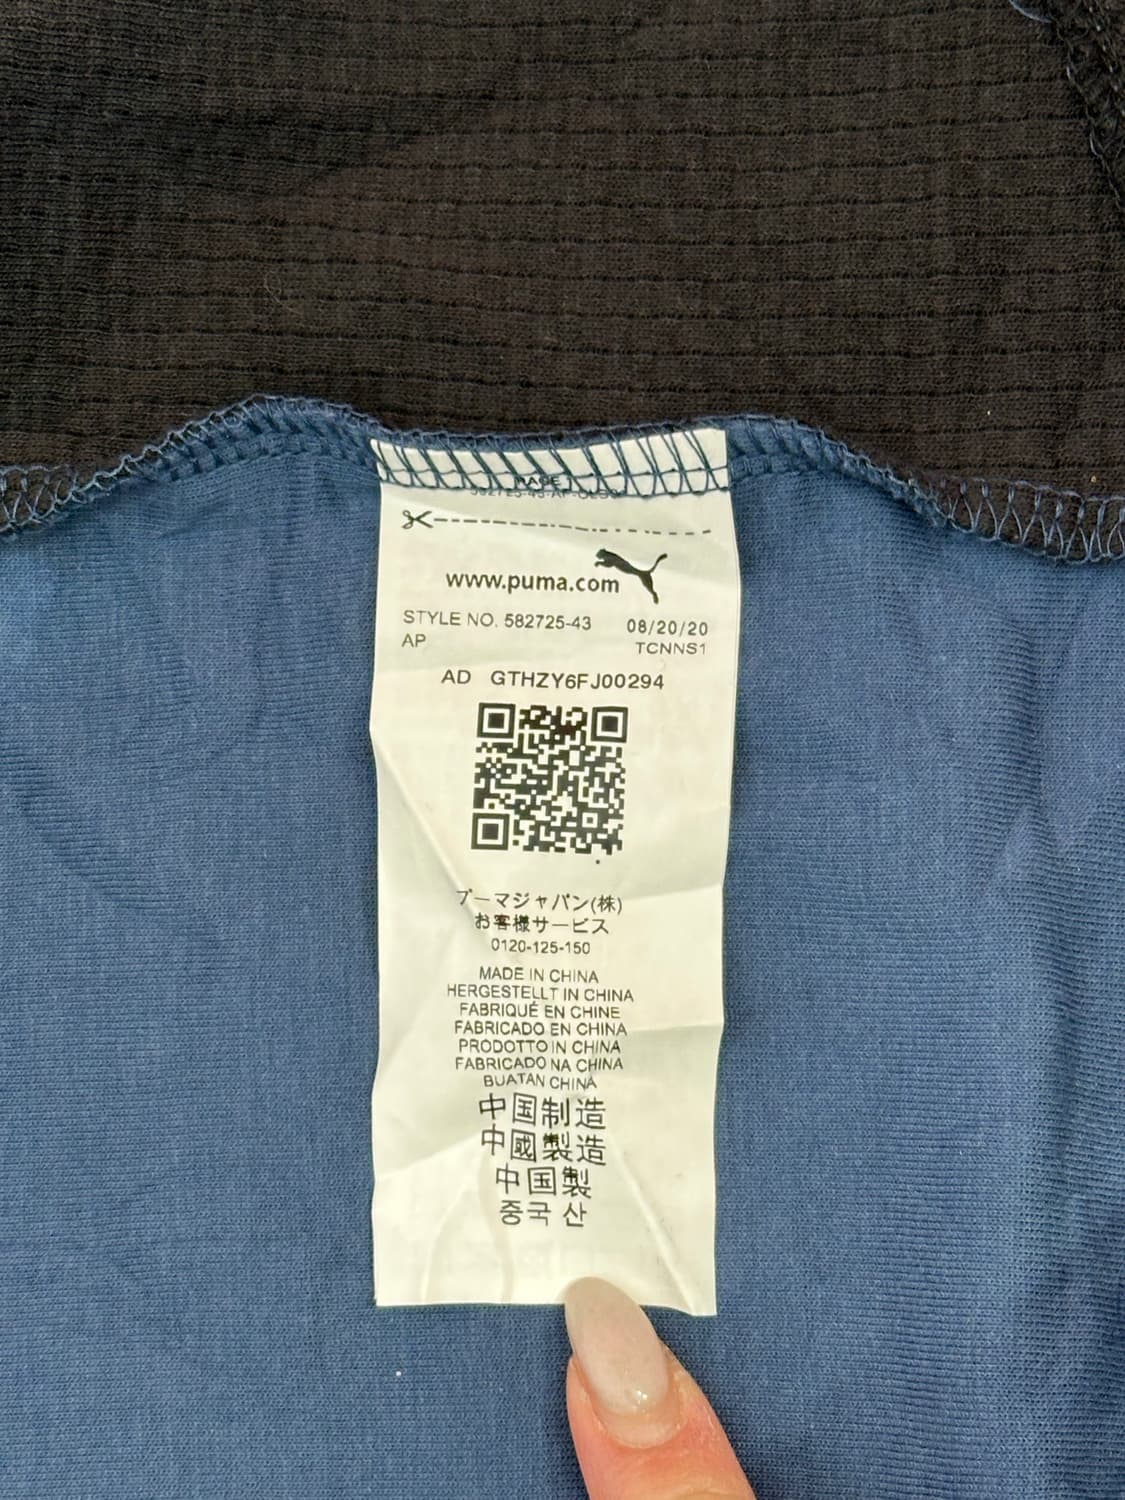 www.puma.com
STYLE NO. 582725-43 08/20/20
AP TCNNS1
AD GTHZY6FJ00294
プーマジャパン(株)
お客様サービス
0120-125-150
MADE IN CHINA
HERGESTELLT IN CHINA
FABRIQUÉ EN CHINE
FABRICADO EN CHINA
PRODOTTO IN CHINA
FABRICADO NA CHINA
BUATAN CHINA
中国制造
中國製造
中国製
중국 산